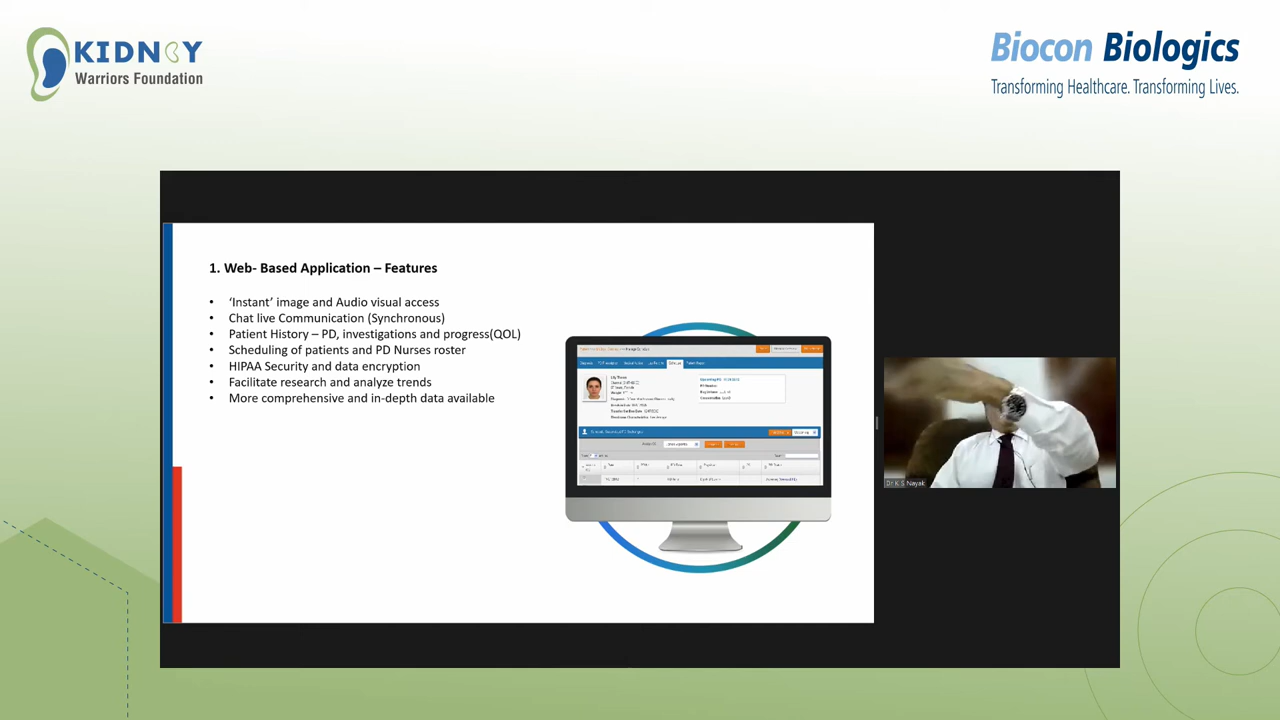 KIDNEY
Warriors Foundation
Biocon Biologics
Transforming Healthcare. Transforming Lives.
1. Web- Based Application – Features
• ‘Instant’ image and Audio visual access
• Chat live Communication (Synchronous)
• Patient History – PD, investigations and progress(QOL)
• Scheduling of patients and PD Nurses roster
• HIPAA Security and data encryption
• Facilitate research and analyze trends
• More comprehensive and in-depth data available
Dr K S Nayak